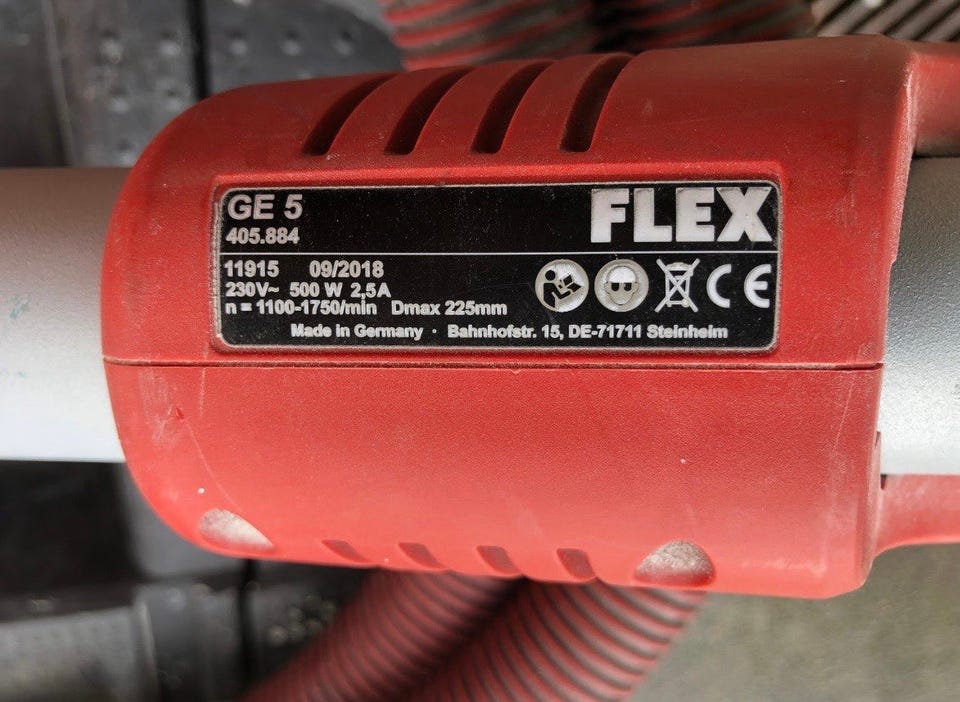 GE 5
405.884
FLEX
11915 09/2018
230V~ 500 W 2,5A
n = 1100-1750/min Dmax 225mm
CE
Made in Germany · Bahnhofstr. 15, DE-71711 Steinheim